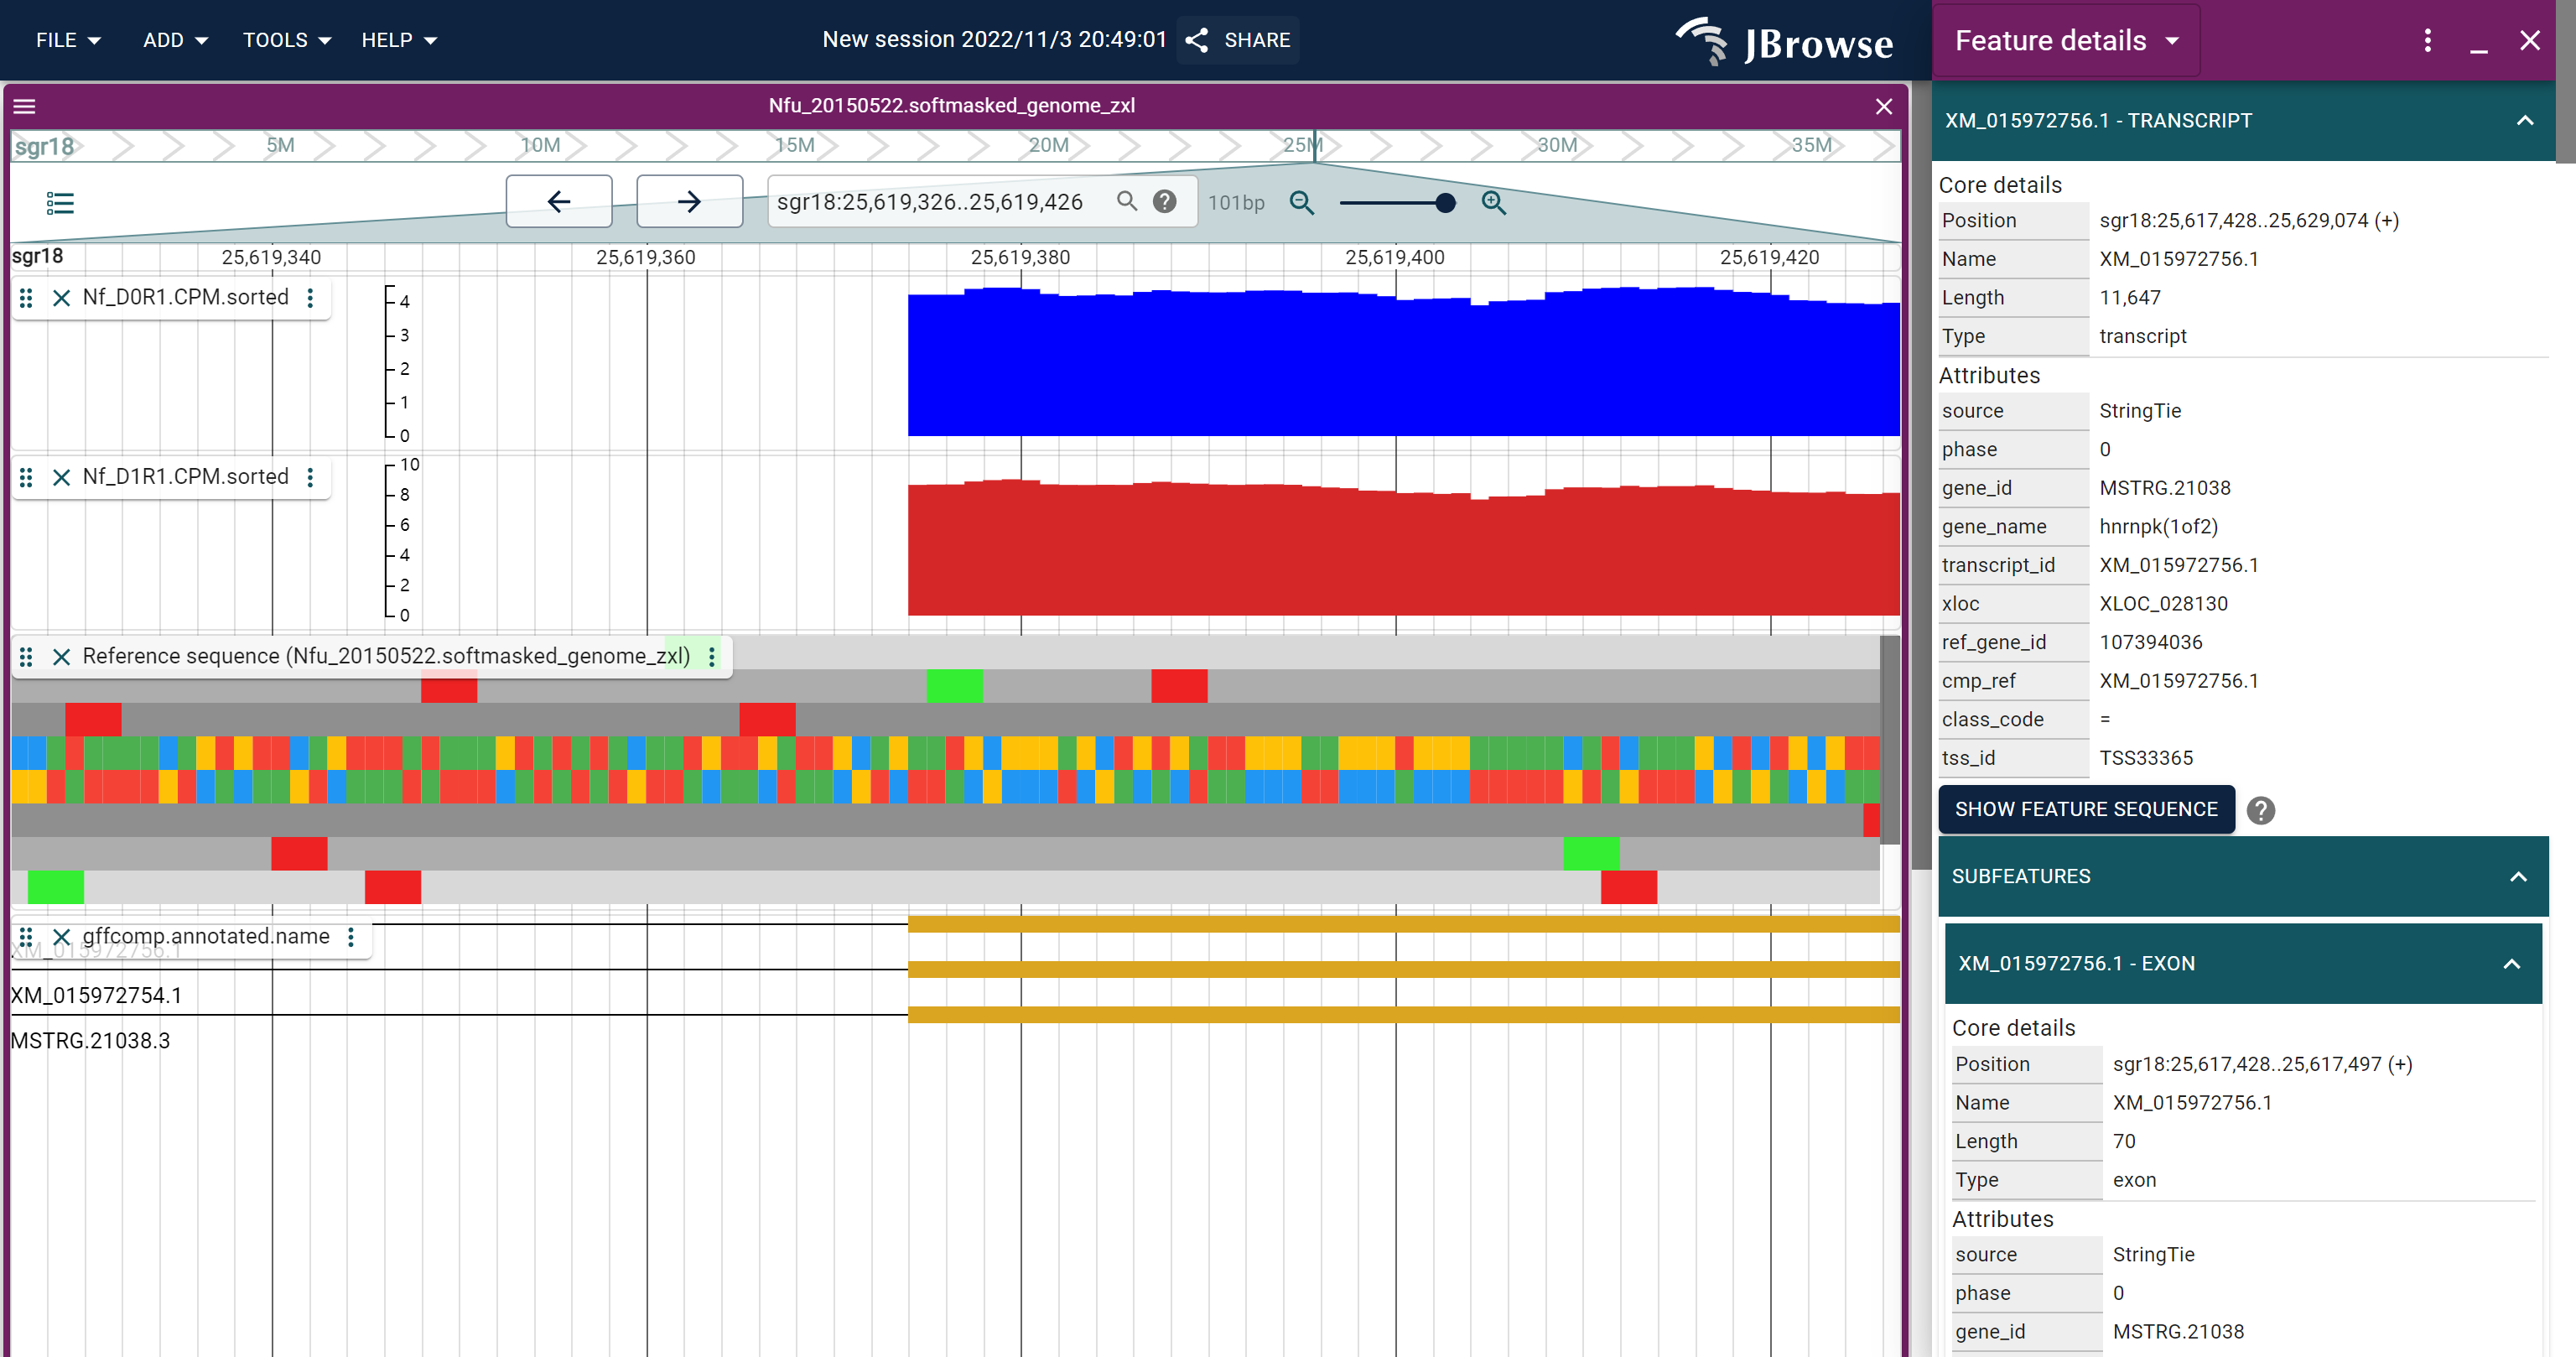 FILE ADD TOOLS HELP New session 2022/11/3 20:49:01 SHARE JBrowse
Nfu_20150522.softmasked_genome_zxl
sgr18 5M 10M 15M 20M 25M 30M 35M
sgr18:25,619,326..25,619,426 101bp
sgr18 25,619,340 25,619,360 25,619,380 25,619,400 25,619,420
Nf_D0R1.CPM.sorted
4
3
2
1
0
Nf_D1R1.CPM.sorted
10
8
6
4
2
0
Reference sequence (Nfu_20150522.softmasked_genome_zxl)
gffcomp.annotated.name
XM_015972756.1
XM_015972754.1
MSTRG.21038.3
Feature details
XM_015972756.1 - TRANSCRIPT
Core details
Position sgr18:25,617,428..25,629,074 (+)
Name XM_015972756.1
Length 11,647
Type transcript
Attributes
source StringTie
phase 0
gene_id MSTRG.21038
gene_name hnrnpk(1of2)
transcript_id XM_015972756.1
xloc XLOC_028130
ref_gene_id 107394036
cmp_ref XM_015972756.1
class_code =
tss_id TSS33365
SHOW FEATURE SEQUENCE ?
SUBFEATURES
XM_015972756.1 - EXON
Core details
Position sgr18:25,617,428..25,617,497 (+)
Name XM_015972756.1
Length 70
Type exon
Attributes
source StringTie
phase 0
gene_id MSTRG.21038